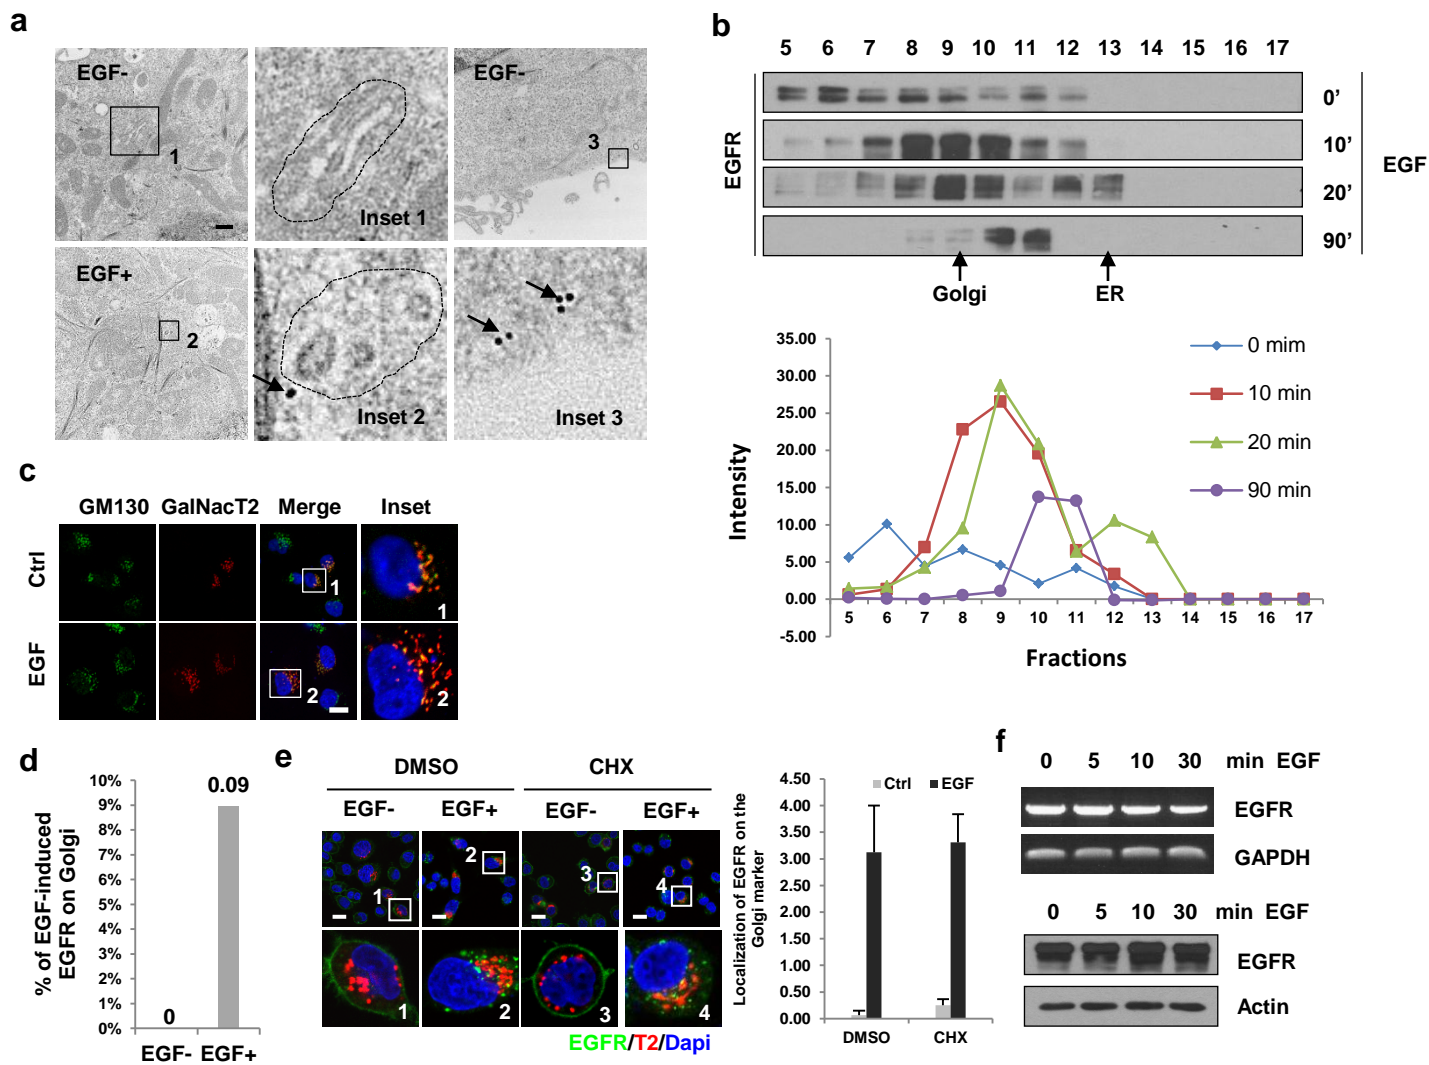 a
EGF-
1
Inset 1
EGF-
3
EGF+
2
Inset 2
Inset 3
b
5 6 7 8 9 10 11 12 13 14 15 16 17
EGFR
0’
10’
20’
90’
EGF
Golgi
ER
35.00
30.00
25.00
20.00
15.00
10.00
5.00
0.00
-5.00
Intensity
5 6 7 8 9 10 11 12 13 14 15 16 17
Fractions
0 mim
10 min
20 min
90 min
c
GM130 GalNacT2 Merge Inset
Ctrl
1
1
EGF
2
2
d
% of EGF-induced
EGFR on Golgi
10%
9%
8%
7%
6%
5%
4%
3%
2%
1%
0%
0
0.09
EGF- EGF+
e
DMSO CHX
EGF- EGF+ EGF- EGF+
1
2
3
4
1
2
3
4
EGFR/T2/Dapi
Localization of EGFR on the
Golgi marker
4.50
4.00
3.50
3.00
2.50
2.00
1.50
1.00
0.50
0.00
Ctrl EGF
DMSO CHX
f
0 5 10 30 min EGF
EGFR
GAPDH
0 5 10 30 min EGF
EGFR
Actin